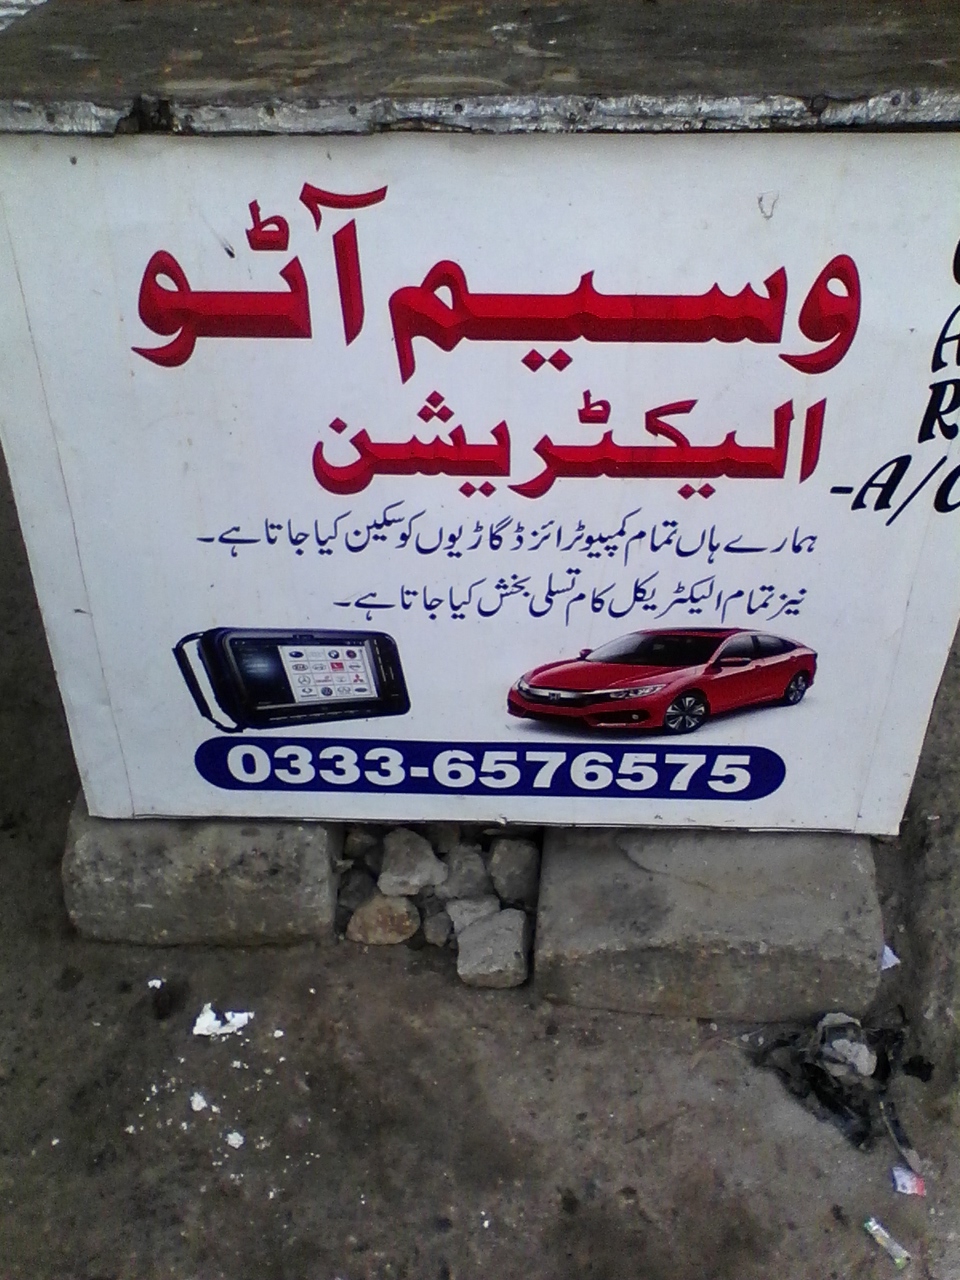 وسیم آٹو
الیکٹریشن
ہمارے ہاں تمام کمپیوٹرائزڈ گاڑیوں کو سکین کیا جاتا ہے۔
نیز تمام الیکٹریکل کام تسلی بخش کیا جاتا ہے۔
0333-6576575
-A/C